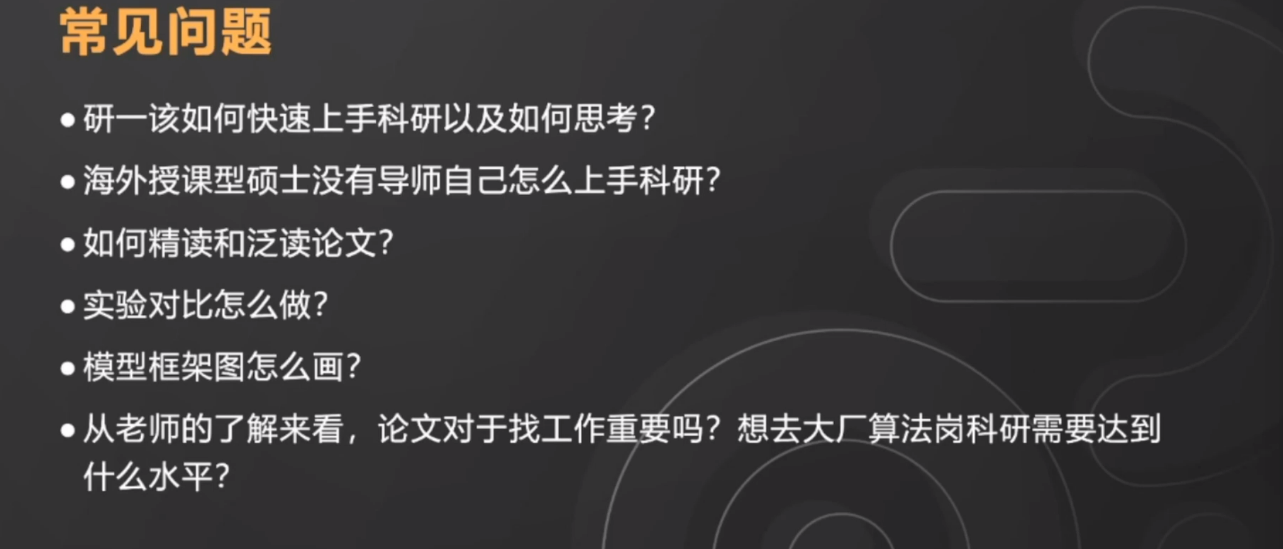 常见问题
●研一该如何快速上手科研以及如何思考？
●海外授课型硕士没有导师自己怎么上手科研？
●如何精读和泛读论文？
●实验对比怎么做？
●模型框架图怎么画？
●从老师的了解来看，论文对于找工作重要吗？想去大厂算法岗科研需要达到
什么水平？